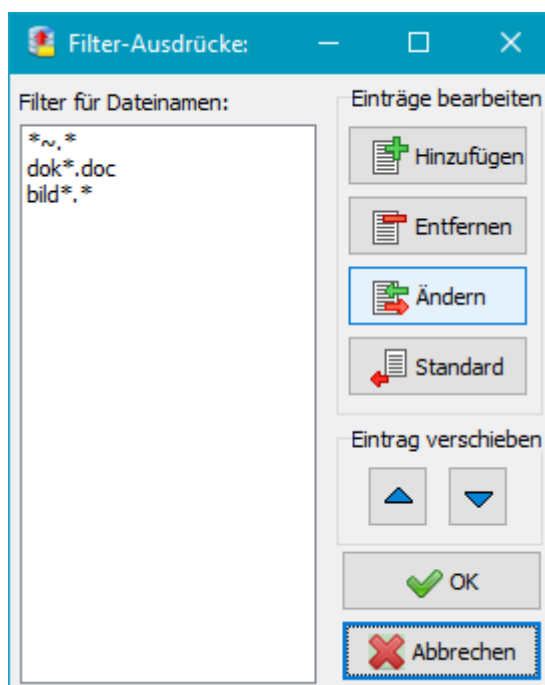 Filter-Ausdrücke:
Filter für Dateinamen:
*~.*
dok*.doc
bild*.*
Einträge bearbeiten
Hinzufügen
Entfernen
Ändern
Standard
Eintrag verschieben
OK
Abbrechen